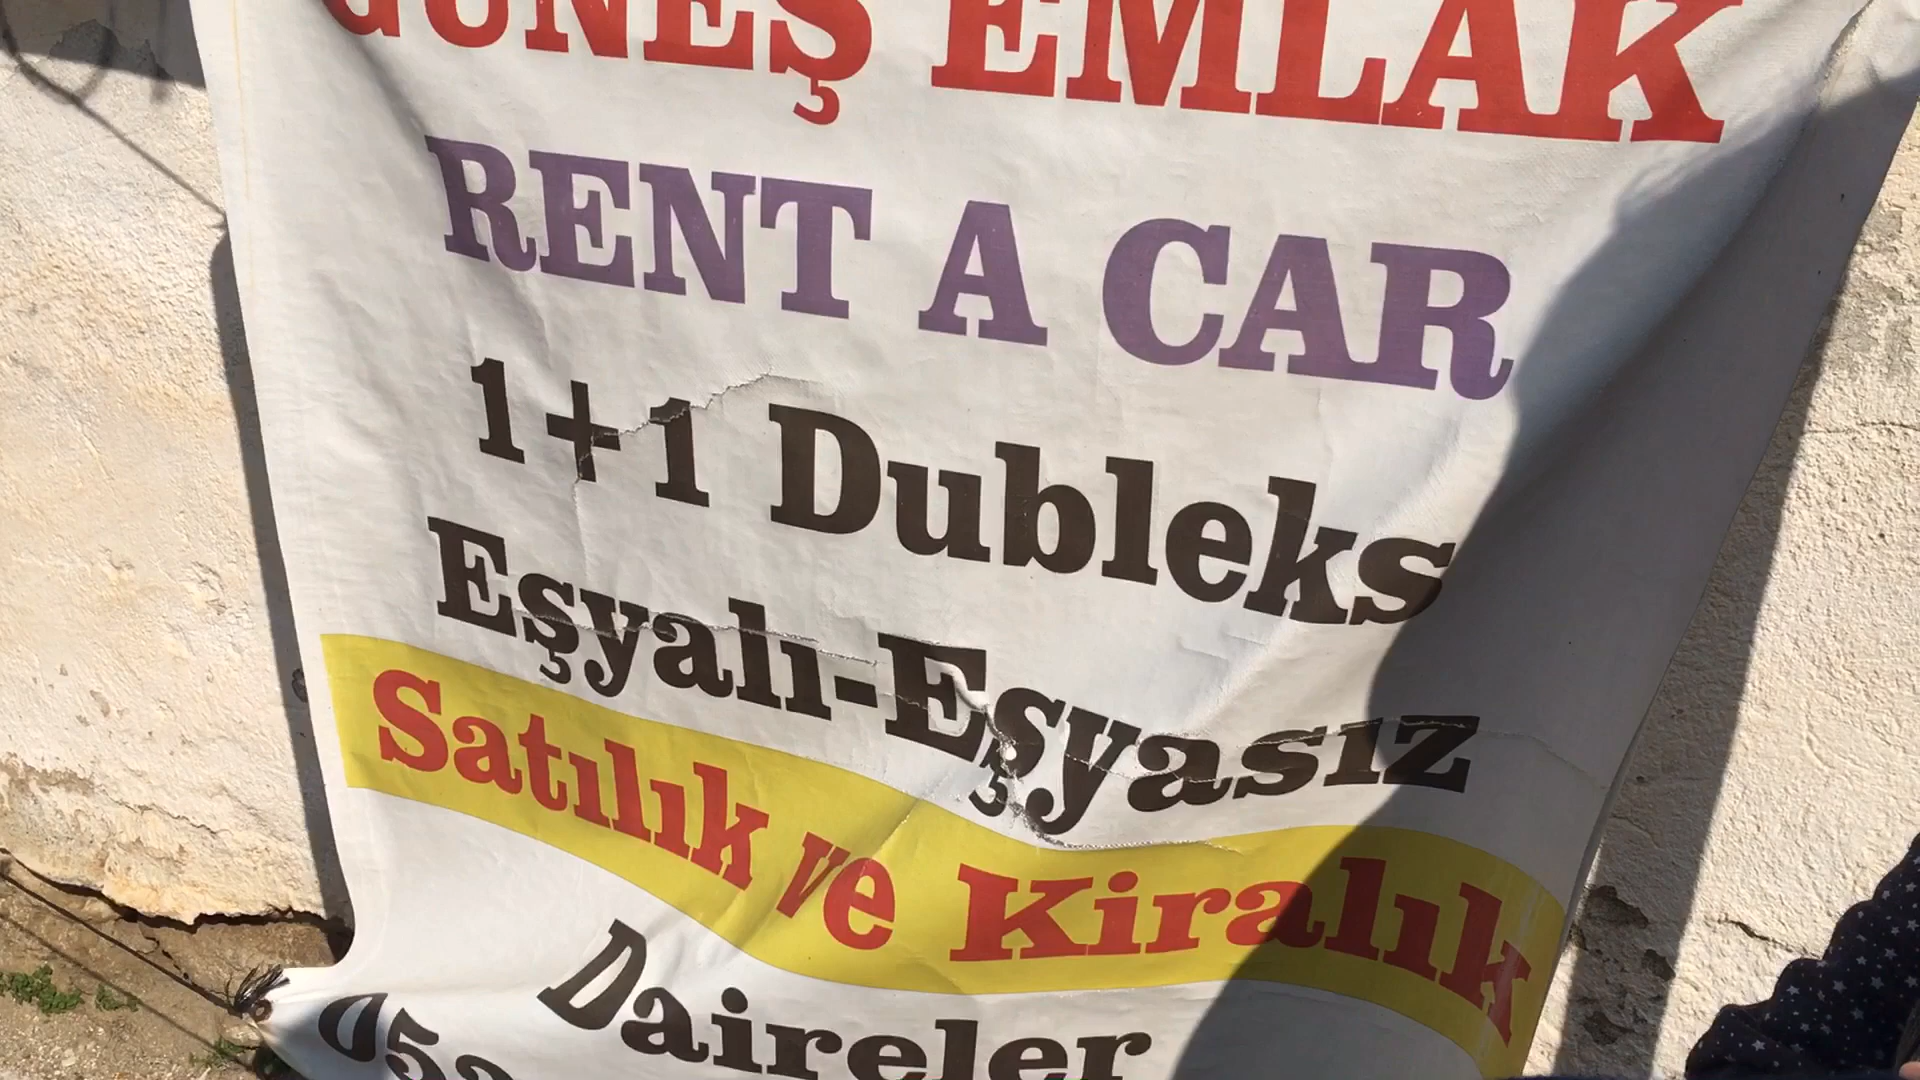 GÜNEŞ EMLAK
RENT A CAR
1+1 Dubleks
Eşyalı-Eşyasız
Satılık ve Kiralık
Daireler